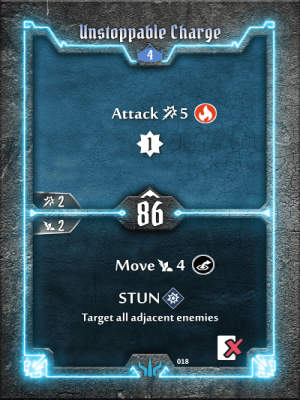 Unstoppable Charge
4
Attack 5
1
2
86
2
Move 4
STUN
Target all adjacent enemies
018